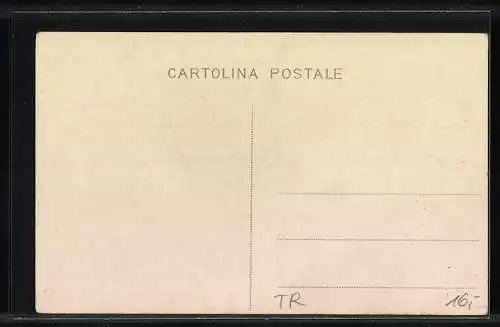 CARTOLINA POSTALE
TR 16,-